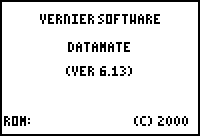 VERNIER SOFTWARE
DATAMATE
(VER 6.13)
ROM: (C) 2000